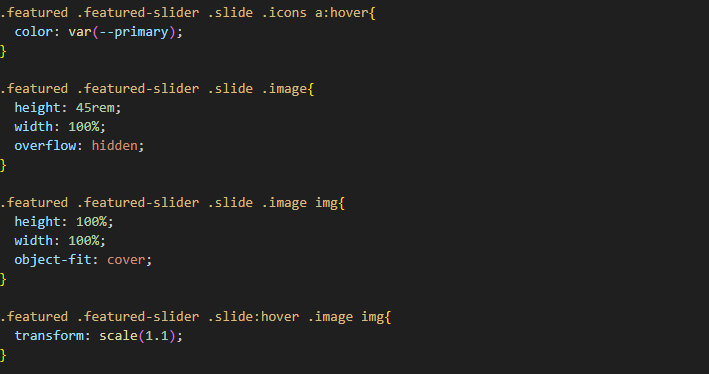 .featured .featured-slider .slide .icons a:hover{
  color: var(--primary);
}

.featured .featured-slider .slide .image{
  height: 45rem;
  width: 100%;
  overflow: hidden;
}

.featured .featured-slider .slide .image img{
  height: 100%;
  width: 100%;
  object-fit: cover;
}

.featured .featured-slider .slide:hover .image img{
  transform: scale(1.1);
}